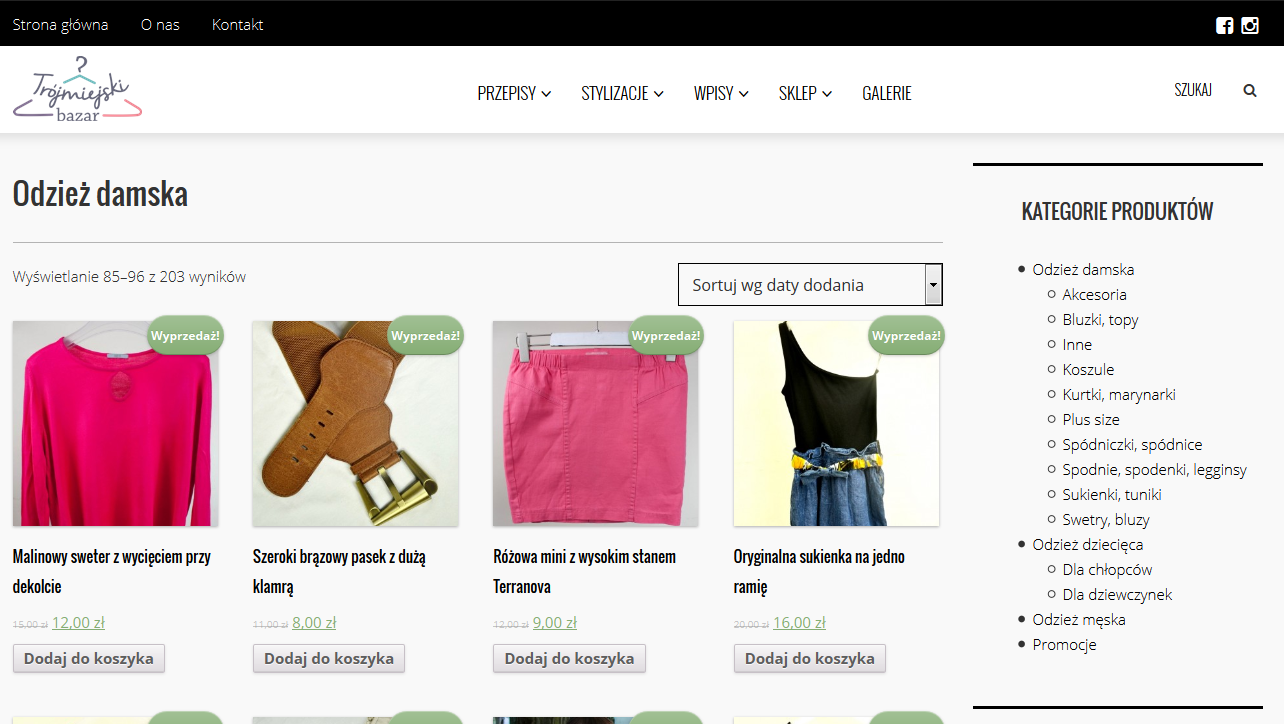 Strona główna
O nas
Kontakt
Trójmiejski
bazar
PRZEPISY
STYLIZACJE
WPISY
SKLEP
GALERIE
SZUKAJ
Odzież damska
Wyświetlanie 85–96 z 203 wyników
Sortuj wg daty dodania
Wyprzedaż!
Wyprzedaż!
Wyprzedaż!
Wyprzedaż!
Malinowy sweter z wycięciem przy
dekolcie
15,00 zł 12,00 zł
Dodaj do koszyka
Szeroki brązowy pasek z dużą
klamrą
11,00 zł 8,00 zł
Dodaj do koszyka
Różowa mini z wysokim stanem
Terranova
12,00 zł 9,00 zł
Dodaj do koszyka
Oryginalna sukienka na jedno
ramię
20,00 zł 16,00 zł
Dodaj do koszyka
KATEGORIE PRODUKTÓW
Odzież damska
Akcesoria
Bluzki, topy
Inne
Koszule
Kurtki, marynarki
Plus size
Spódniczki, spódnice
Spodnie, spodenki, legginsy
Sukienki, tuniki
Swetry, bluzy
Odzież dziecięca
Dla chłopców
Dla dziewczynek
Odzież męska
Promocje